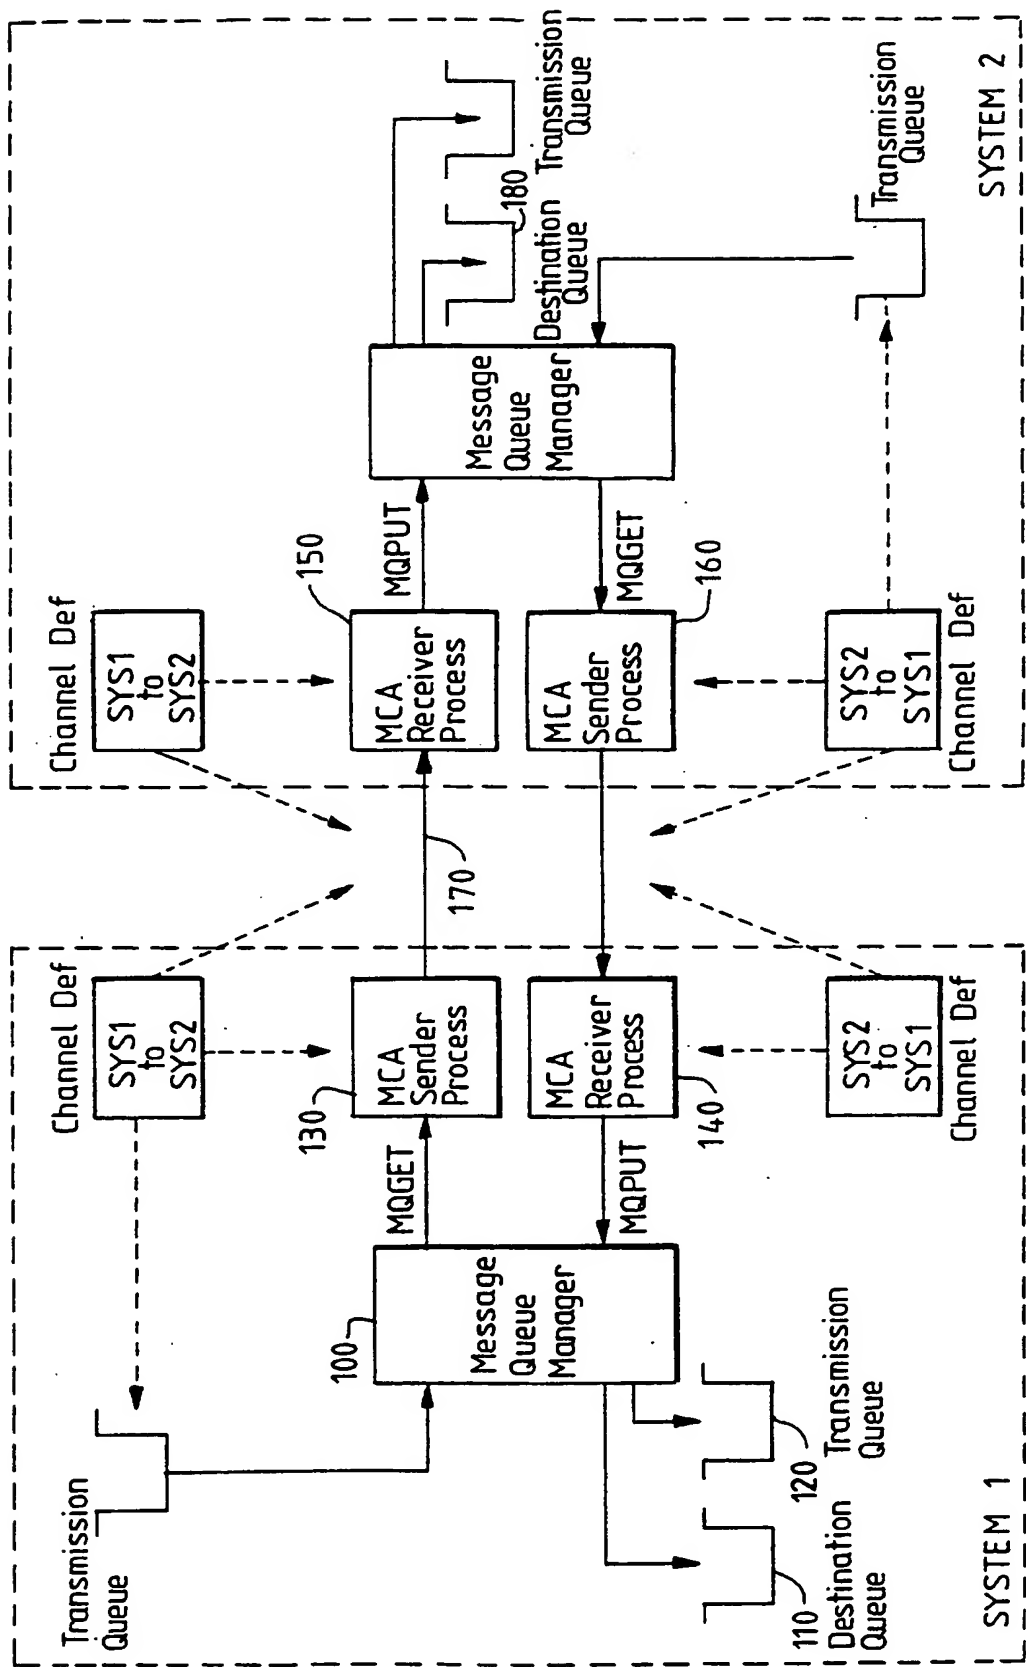 Transmission
Queue
Channel Def
SYS1
to
SYS2
100
Message
Queue
Manager
MQGET
130
MCA
Sender
Process
MQPUT
MCA
Receiver
Process
140
110
Destination
Queue
120
Transmission
Queue
SYS2
to
SYS1
Channel Def
SYSTEM 1
170
Channel Def
SYS1
to
SYS2
150
MCA
Receiver
Process
MQPUT
MCA
Sender
Process
160
MQGET
Message
Queue
Manager
180
Destination
Queue
Transmission
Queue
SYS2
to
SYS1
Channel Def
Transmission
Queue
SYSTEM 2